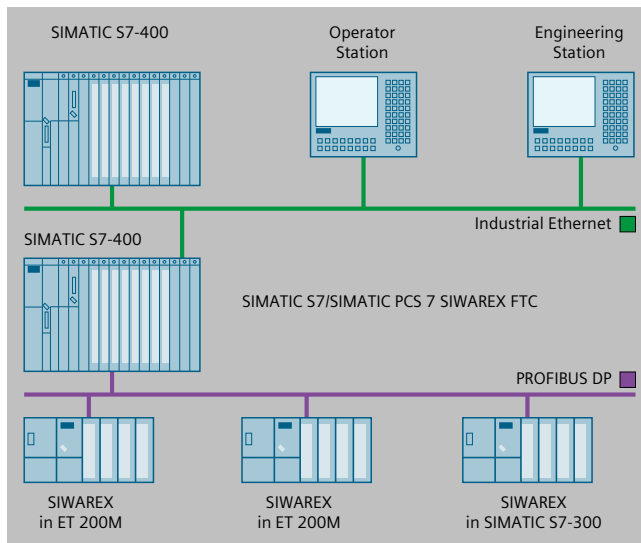 SIMATIC S7-400
Operator
Station
Engineering
Station
Industrial Ethernet
SIMATIC S7-400
SIMATIC S7/SIMATIC PCS 7 SIWAREX FTC
PROFIBUS DP
SIWAREX
in ET 200M
SIWAREX
in ET 200M
SIWAREX
in SIMATIC S7-300